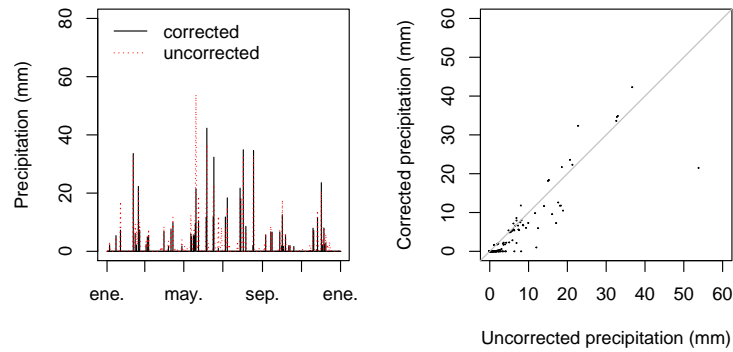 Precipitation (mm)
80
60
40
20
0
corrected
uncorrected
ene.
may.
sep.
ene.
Corrected precipitation (mm)
60
50
40
30
20
10
0
0 10 20 30 40 50 60
Uncorrected precipitation (mm)